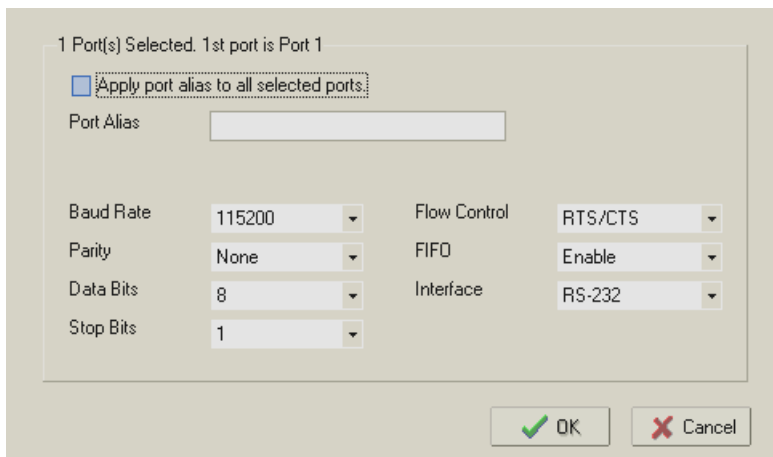 1 Port(s) Selected. 1st port is Port 1
Apply port alias to all selected ports.
Port Alias
Baud Rate 115200 Flow Control RTS/CTS
Parity None FIFO Enable
Data Bits 8 Interface RS-232
Stop Bits 1
OK Cancel